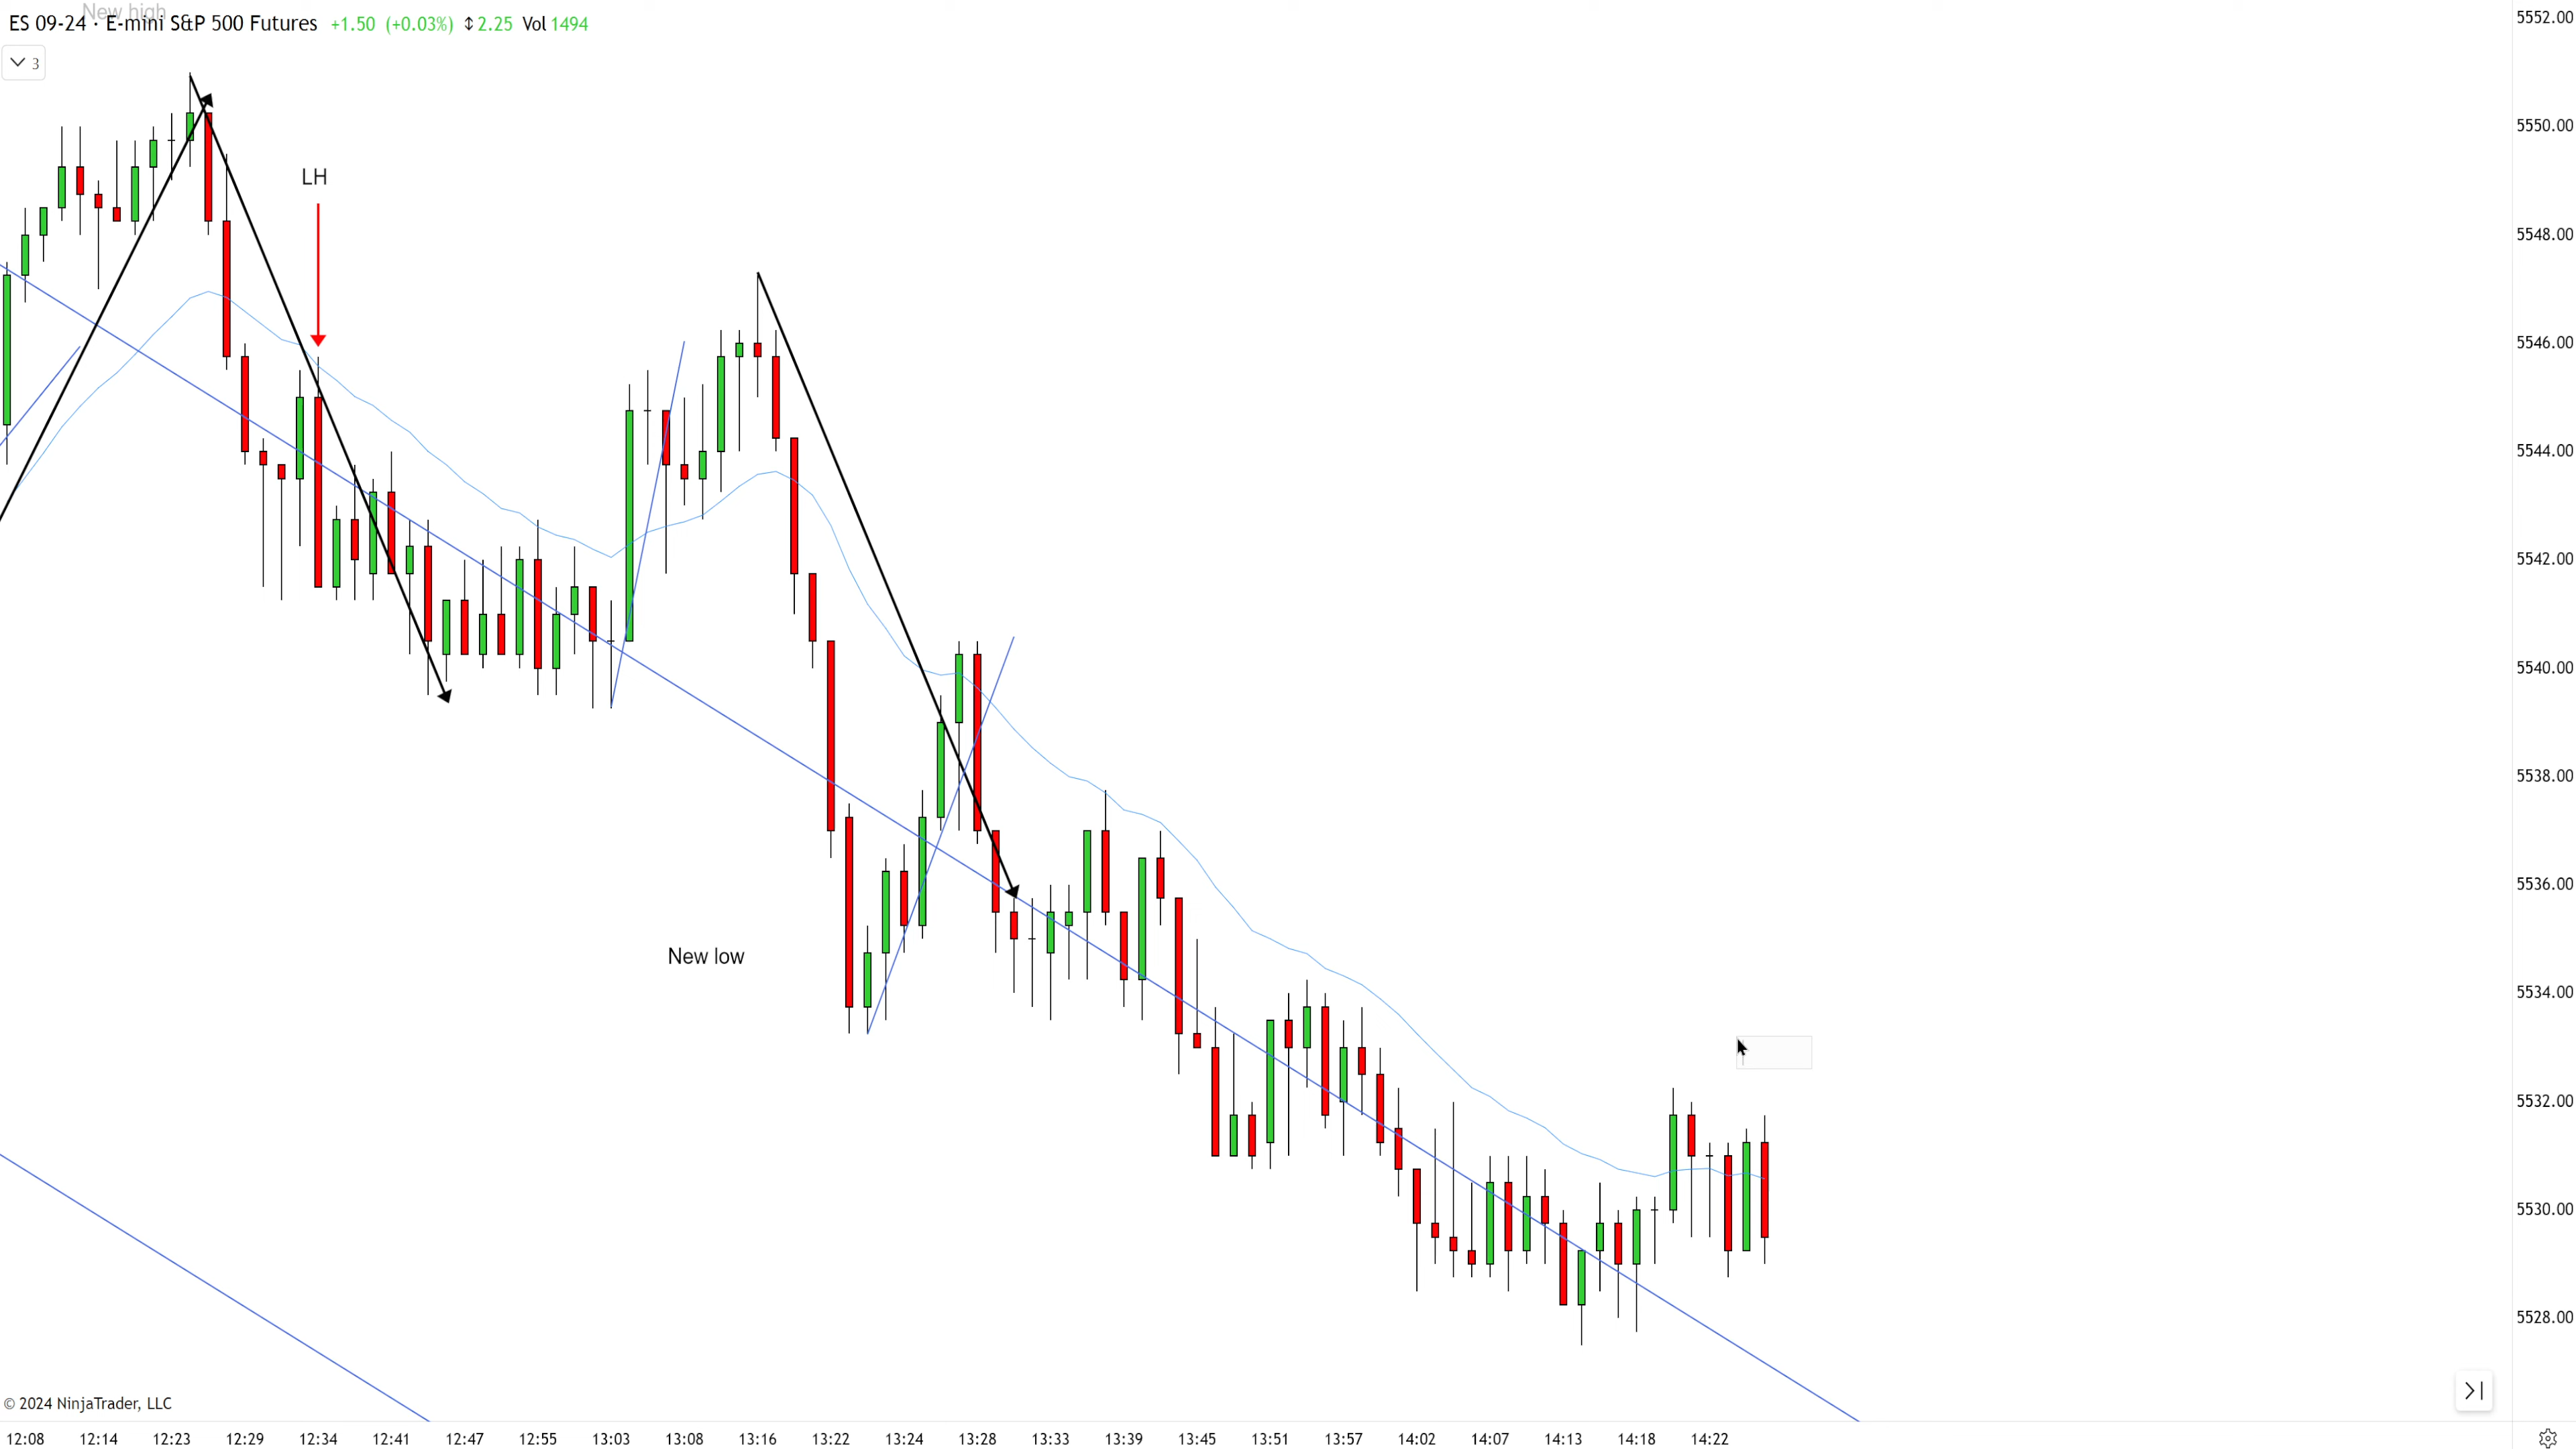 New high
ES 09-24 · E-mini S&P 500 Futures +1.50 (+0.03%) ↕2.25 Vol 1494
3
LH
New low
5552.00
5550.00
5548.00
5546.00
5544.00
5542.00
5540.00
5538.00
5536.00
5534.00
5532.00
5530.00
5528.00
© 2024 NinjaTrader, LLC
12:08 12:14 12:23 12:29 12:34 12:41 12:47 12:55 13:03 13:08 13:16 13:22 13:24 13:28 13:33 13:39 13:45 13:51 13:57 14:02 14:07 14:13 14:18 14:22